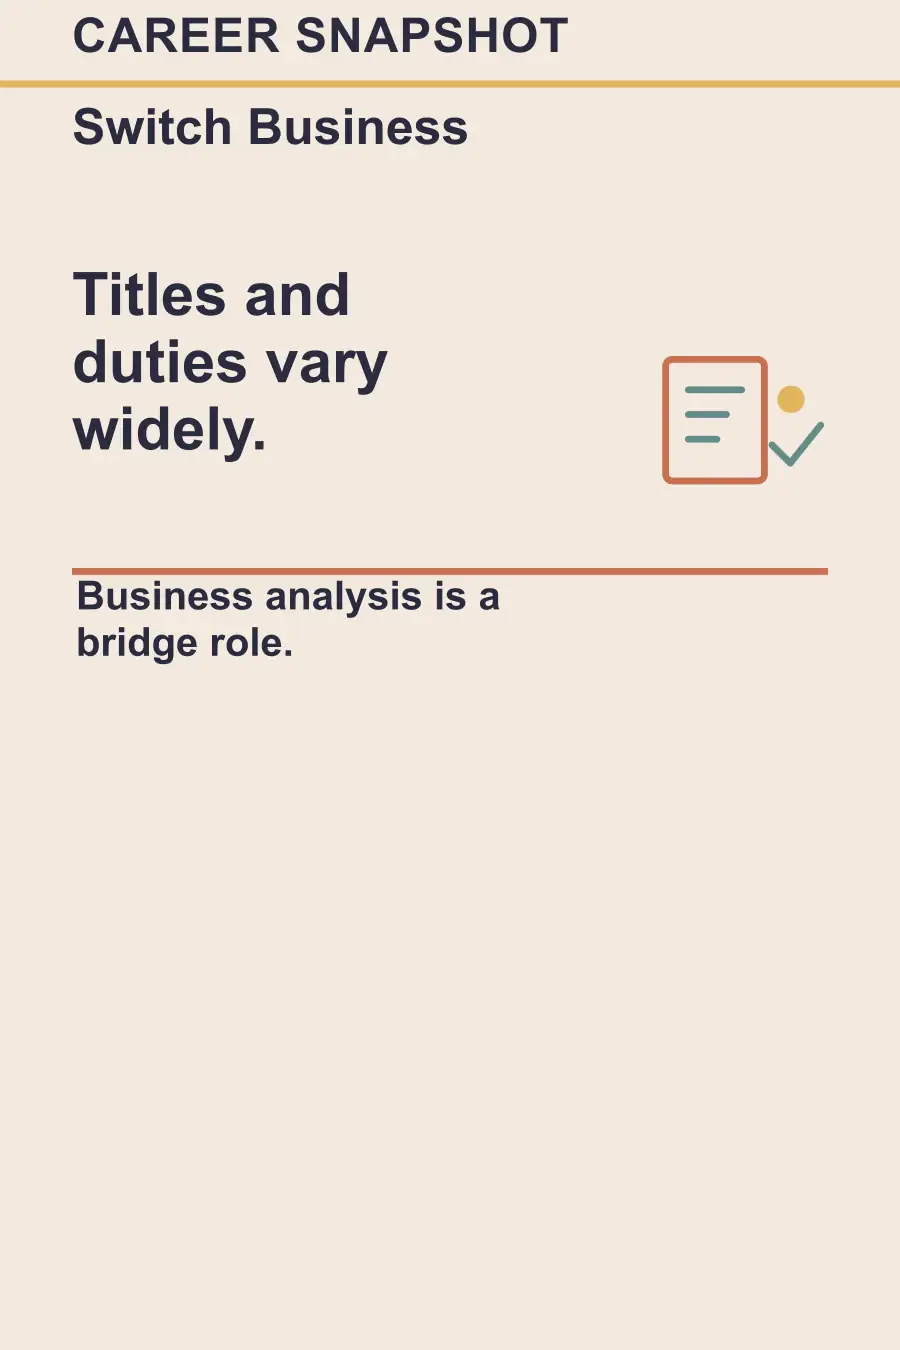 CAREER SNAPSHOT
Switch Business
Titles and
duties vary
widely.
Business analysis is a
bridge role.